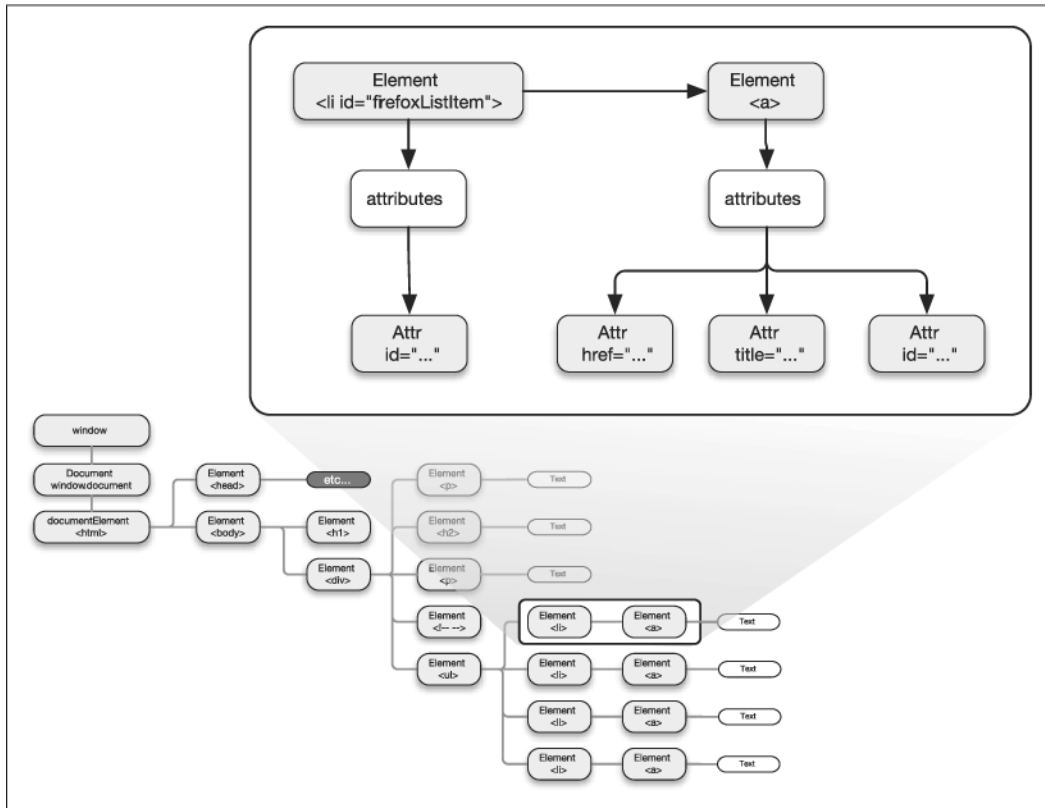 Element
<li id="firefoxListItem">
Element
<a>
attributes
attributes
Attr
id="..."
Attr
href="..."
Attr
title="..."
Attr
id="..."
window
Document
window.document
documentElement
<html>
Element
<head>
etc...
Element
<body>
Element
<h1>
Element
<div>
Element
<p>
Text
Element
<h2>
Text
Element
<p>
Text
Element
<!-- -->
Element
<ul>
Element
<li>
Element
<a>
Text
Element
<li>
Element
<a>
Text
Element
<li>
Element
<a>
Text
Element
<li>
Element
<a>
Text